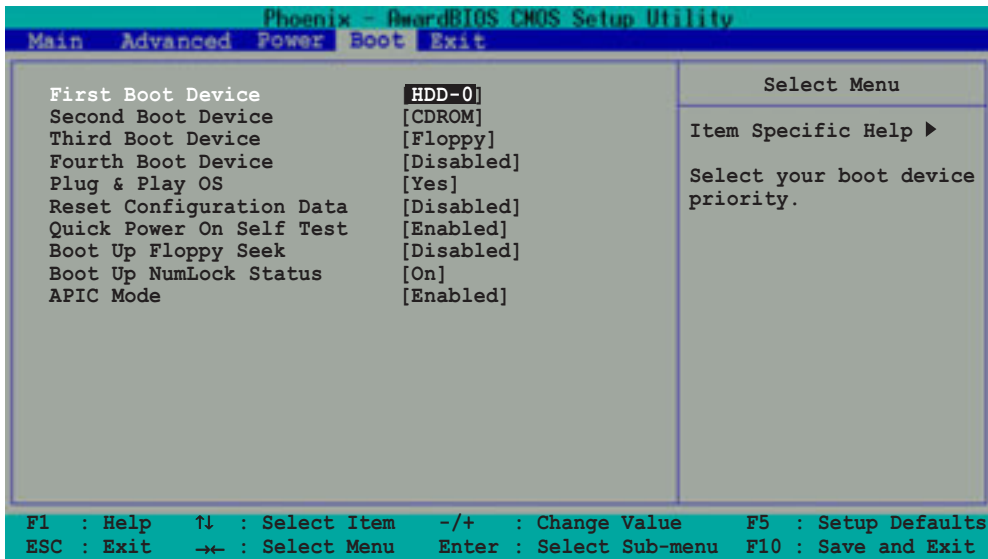 Phoenix - AwardBIOS CMOS Setup Utility
Main Advanced Power Boot Exit
First Boot Device [HDD-0]
Second Boot Device [CDROM]
Third Boot Device [Floppy]
Fourth Boot Device [Disabled]
Plug & Play OS [Yes]
Reset Configuration Data [Disabled]
Quick Power On Self Test [Enabled]
Boot Up Floppy Seek [Disabled]
Boot Up NumLock Status [On]
APIC Mode [Enabled]
Select Menu
Item Specific Help ▶
Select your boot device
priority.
F1 : Help ↑↓ : Select Item -/+ : Change Value F5 : Setup Defaults
ESC : Exit →← : Select Menu Enter : Select Sub-menu F10 : Save and Exit